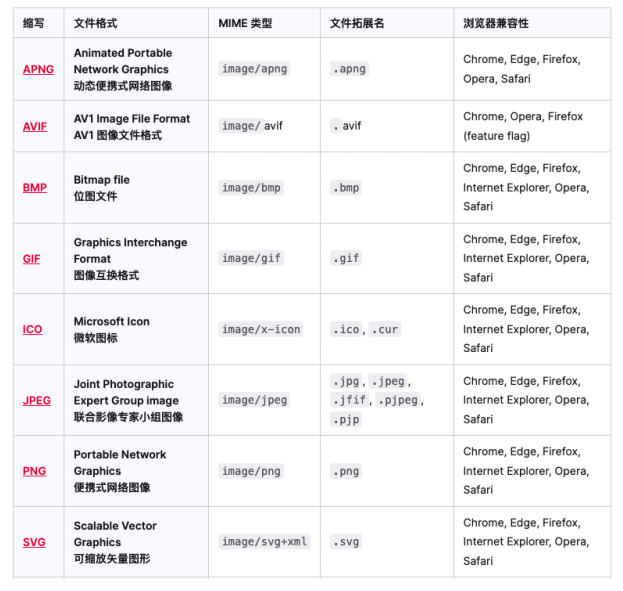 缩写 文件格式 MIME 类型 文件拓展名 浏览器兼容性
APNG
Animated Portable
Network Graphics
动态便携式网络图像
image/apng
.apng
Chrome, Edge, Firefox,
Opera, Safari
AVIF
AV1 Image File Format
AV1 图像文件格式
image/ avif
. avif
Chrome, Opera, Firefox
(feature flag)
BMP
Bitmap file
位图文件
image/bmp
.bmp
Chrome, Edge, Firefox,
Internet Explorer, Opera,
Safari
GIF
Graphics Interchange
Format
图像互换格式
image/gif
.gif
Chrome, Edge, Firefox,
Internet Explorer, Opera,
Safari
ICO
Microsoft Icon
微软图标
image/x-icon
.ico, .cur
Chrome, Edge, Firefox,
Internet Explorer, Opera,
Safari
JPEG
Joint Photographic
Expert Group image
联合影像专家小组图像
image/jpeg
.jpg, .jpeg,
.jfif, .pjpeg,
.pjp
Chrome, Edge, Firefox,
Internet Explorer, Opera,
Safari
PNG
Portable Network
Graphics
便携式网络图像
image/png
.png
Chrome, Edge, Firefox,
Internet Explorer, Opera,
Safari
SVG
Scalable Vector
Graphics
可缩放矢量图形
image/svg+xml
.svg
Chrome, Edge, Firefox,
Internet Explorer, Opera,
Safari